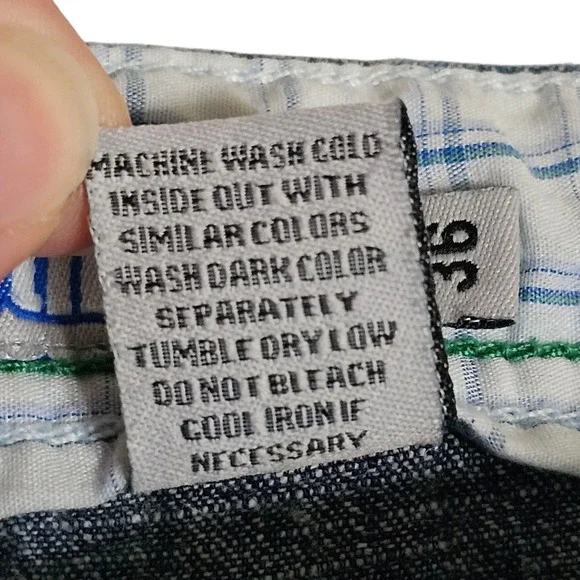 MACHINE WASH COLD
INSIDE OUT WITH
SIMILAR COLORS
WASH DARK COLOR
SEPARATELY
TUMBLE DRY LOW
DO NOT BLEACH
COOL IRON IF
NECESSARY
36